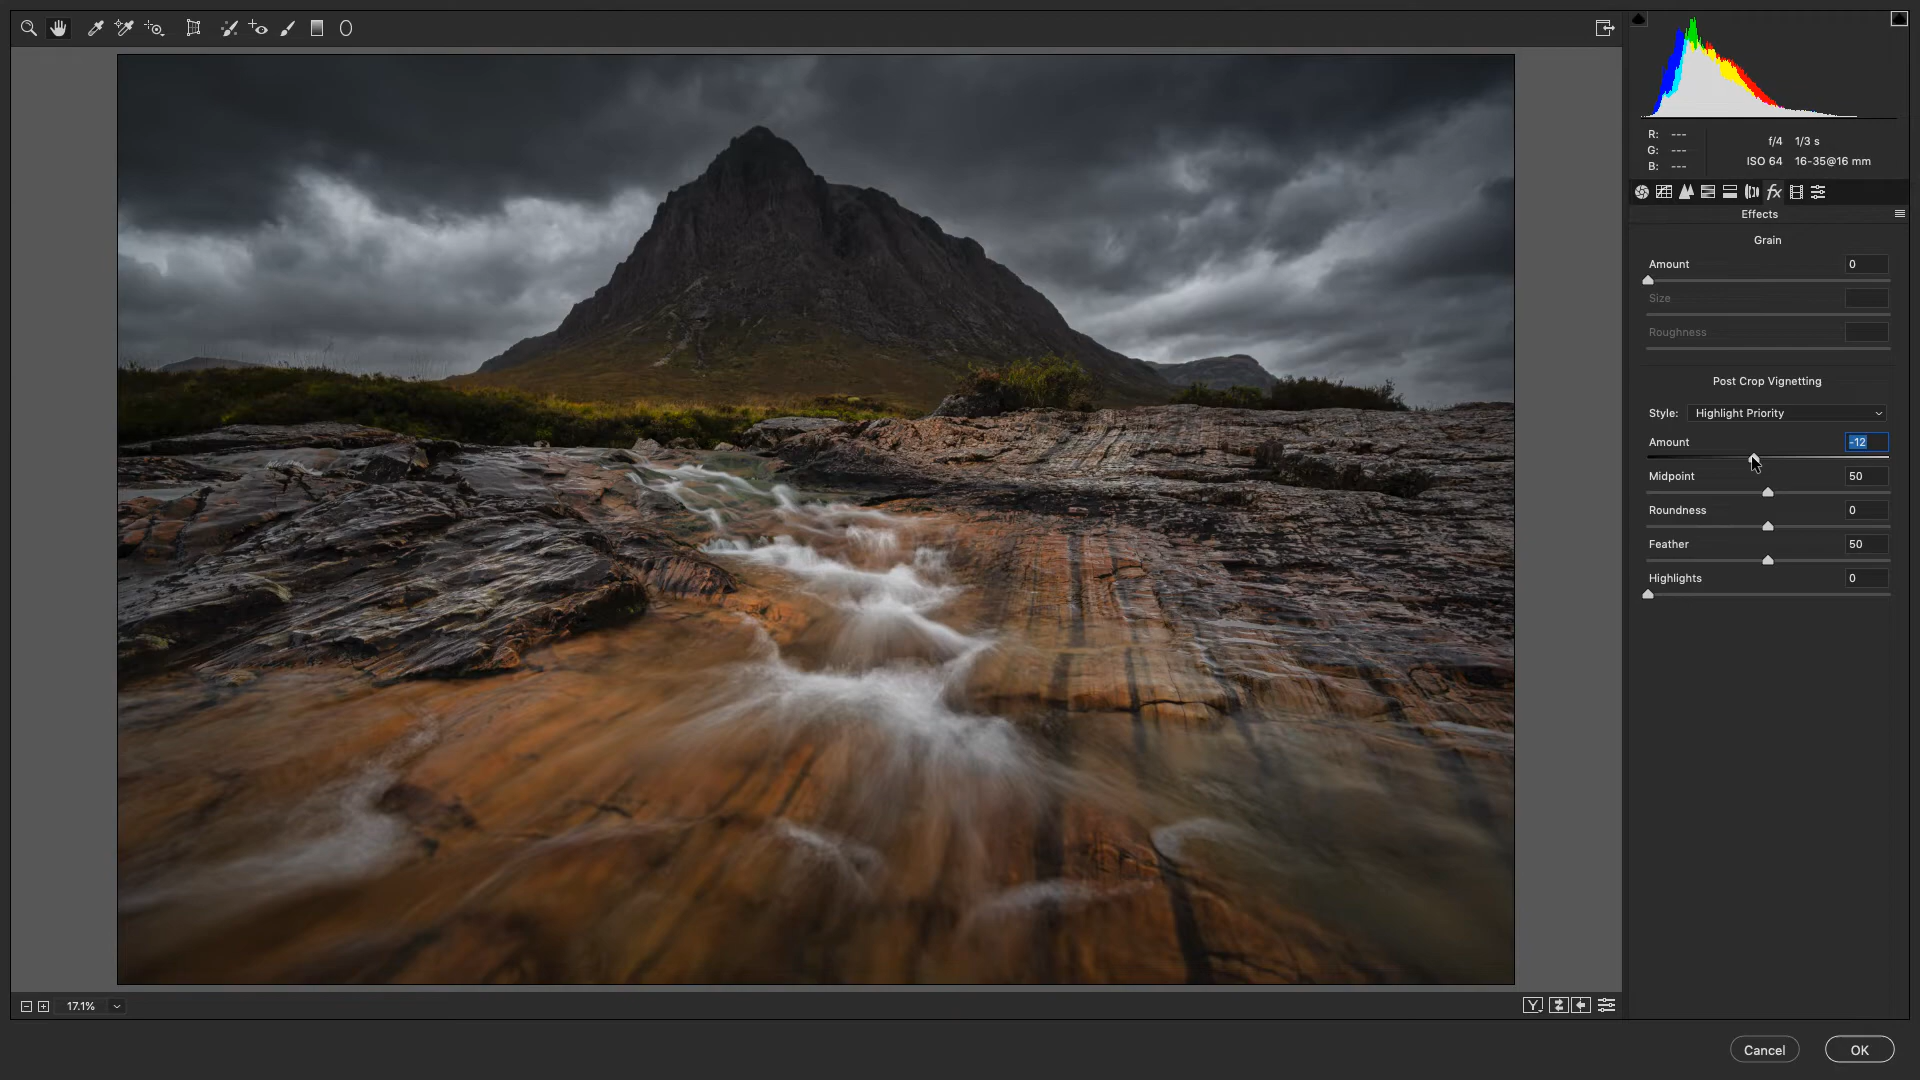 R: ---
G: ---
B: ---
f/4 1/3 s
ISO 64 16-35@16 mm
fx
Effects
Grain
Amount 0
Size
Roughness
Post Crop Vignetting
Style: Highlight Priority
Amount -12
Midpoint 50
Roundness 0
Feather 50
Highlights 0
17.1%
Y
Cancel OK